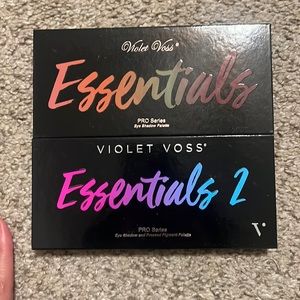 Violet Voss®
Essentials
PRO Series
Eye Shadow Palette
VIOLET VOSS®
Essentials 2
PRO Series
Eye Shadow and Pressed Pigment Palette
V®